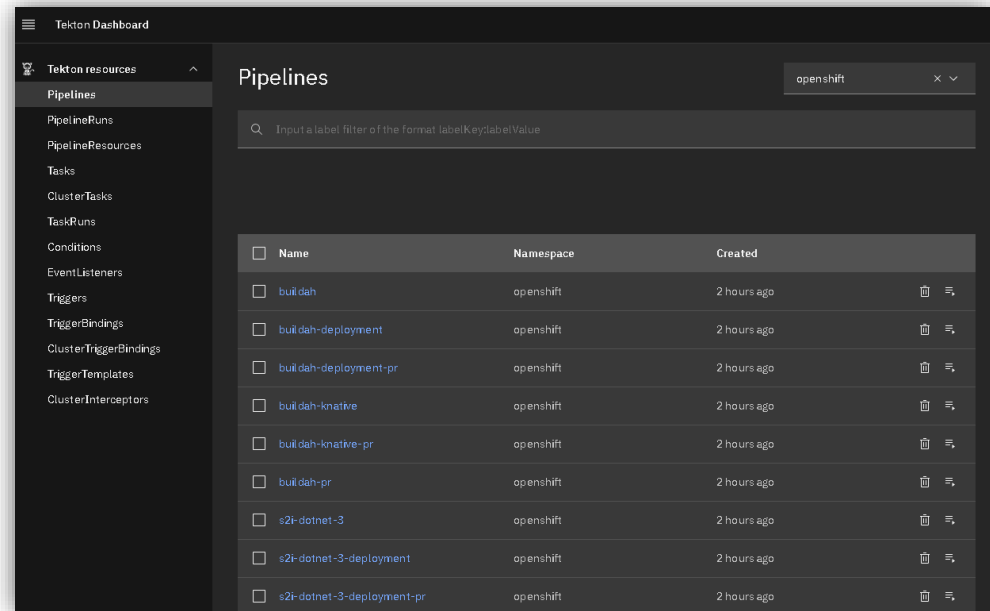 Tekton Dashboard
Tekton resources
Pipelines
PipelineRuns
PipelineResources
Tasks
ClusterTasks
TaskRuns
Conditions
EventListeners
Triggers
TriggerBindings
ClusterTriggerBindings
TriggerTemplates
ClusterInterceptors
Pipelines
openshift
Input a label filter of the format labelKey:labelValue
Name Namespace Created
buildah openshift 2 hours ago
buildah-deployment openshift 2 hours ago
buildah-deployment-pr openshift 2 hours ago
buildah-knative openshift 2 hours ago
buildah-knative-pr openshift 2 hours ago
buildah-pr openshift 2 hours ago
s2i-dotnet-3 openshift 2 hours ago
s2i-dotnet-3-deployment openshift 2 hours ago
s2i-dotnet-3-deployment-pr openshift 2 hours ago